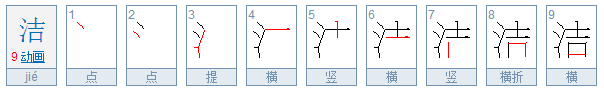 洁 1 2 3 4 5 6 7 8 9
9 动画
jié 点 点 提 横 竖 横 竖 横折 横